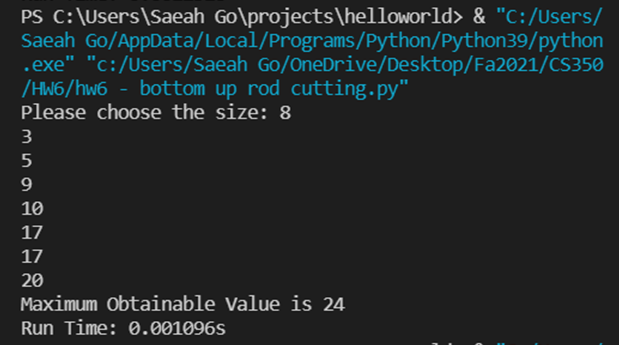 PS C:\Users\Saeah Go\projects\helloworld> & "C:/Users/
Saeah Go/AppData/Local/Programs/Python/Python39/python
.exe" "c:/Users/Saeah Go/OneDrive/Desktop/Fa2021/CS350
/HW6/hw6 - bottom up rod cutting.py"
Please choose the size: 8
3
5
9
10
17
17
20
Maximum Obtainable Value is 24
Run Time: 0.001096s